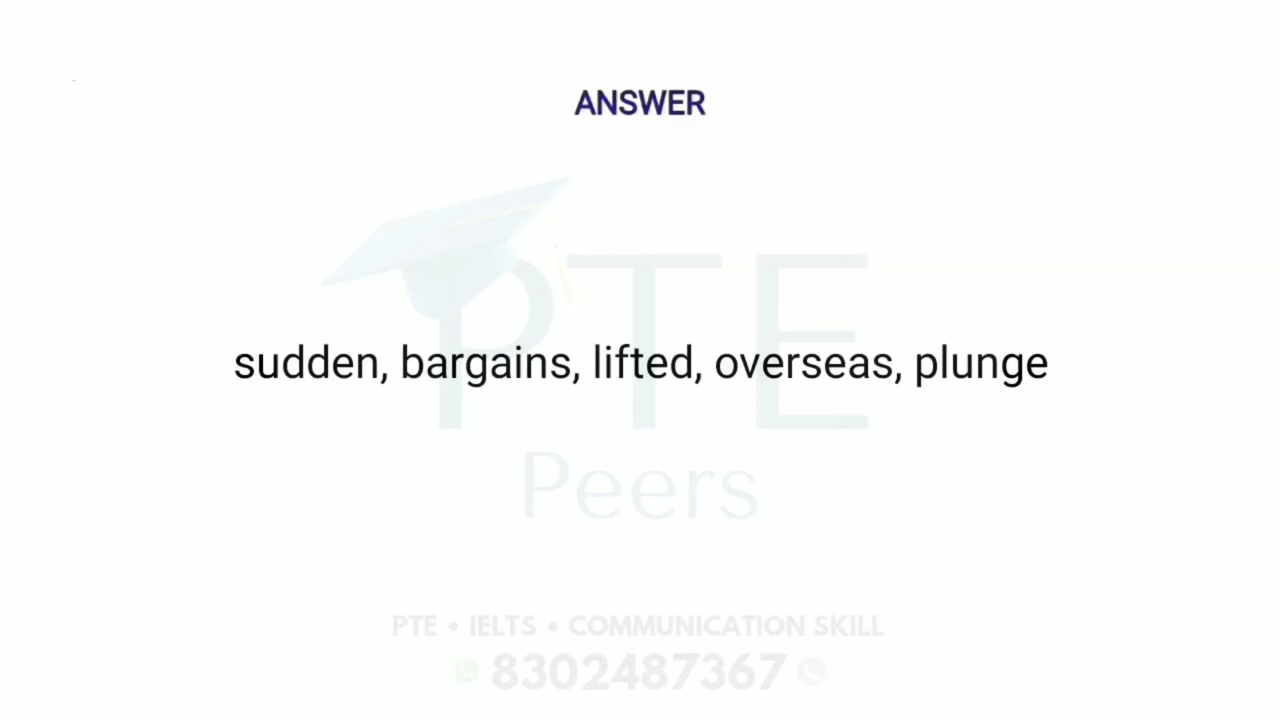 ANSWER
PTE
sudden, bargains, lifted, overseas, plunge
Peers
PTE • IELTS • COMMUNICATION SKILL
8302487367